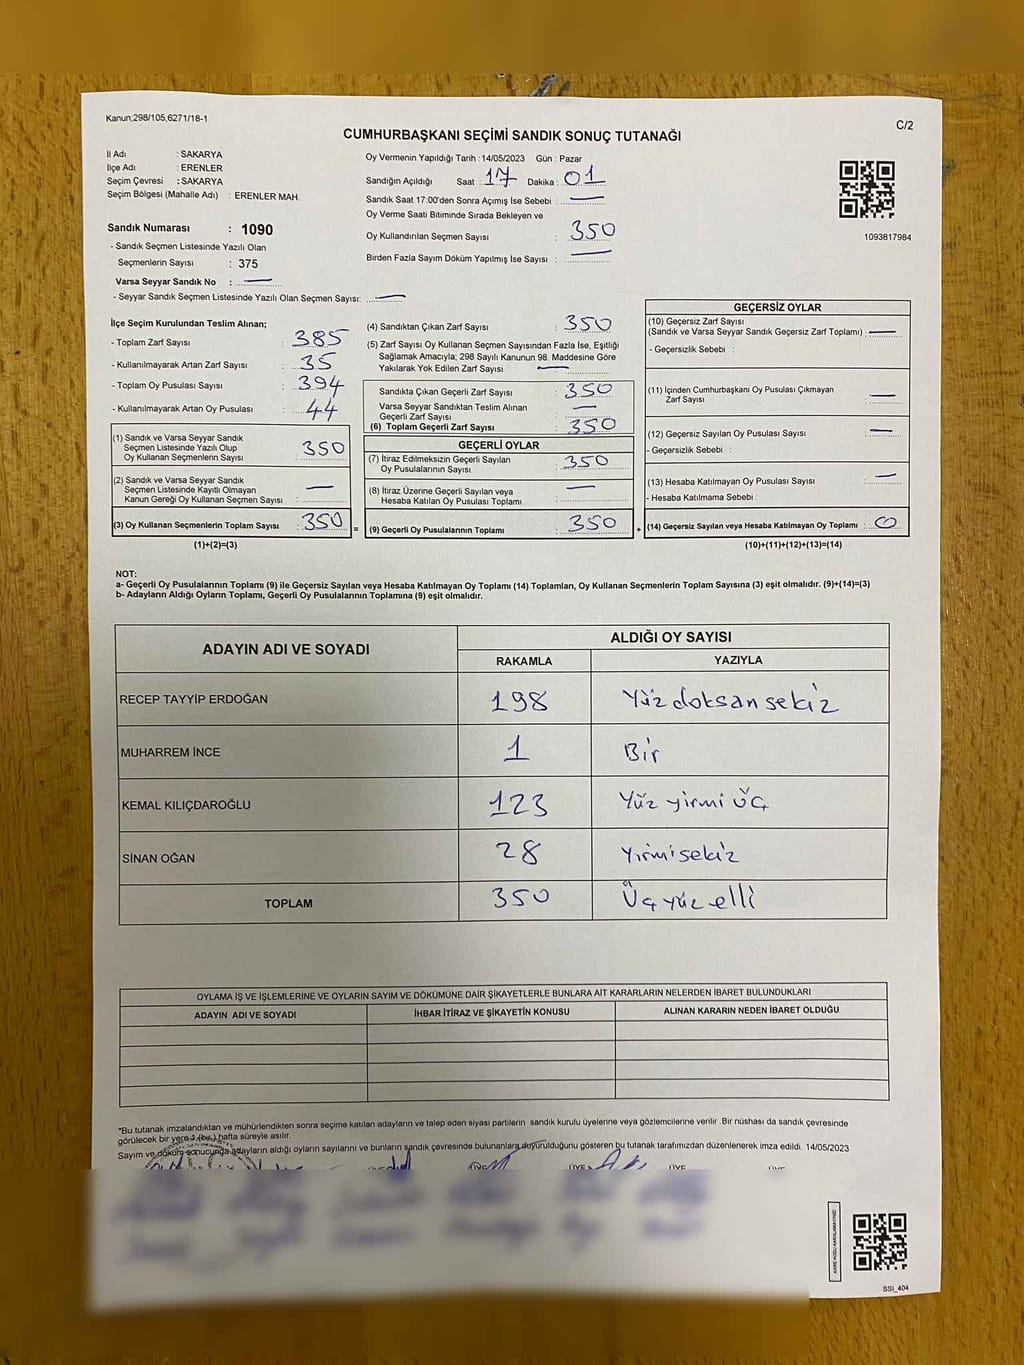 Kanun;298/105,6271/18-1
C/2
CUMHURBAŞKANI SEÇİMİ SANDIK SONUÇ TUTANAĞI
İl Adı : SAKARYA
İlçe Adı : ERENLER
Seçim Çevresi : SAKARYA
Seçim Bölgesi (Mahalle Adı) : ERENLER MAH.
Sandık Numarası : 1090
- Sandık Seçmen Listesinde Yazılı Olan
Seçmenlerin Sayısı : 375
Varsa Seyyar Sandık No : —
- Seyyar Sandık Seçmen Listesinde Yazılı Olan Seçmen Sayısı: —
Oy Vermenin Yapıldığı Tarih : 14/05/2023 Gün : Pazar
Sandığın Açıldığı Saat : 17 Dakika : 01
Sandık Saat 17:00'den Sonra Açımış İse Sebebi : —
Oy Verme Saati Bitiminde Sırada Bekleyen ve
Oy Kullandırılan Seçmen Sayısı : 350
Birden Fazla Sayım Döküm Yapılmış İse Sayısı : —
1093817984
İlçe Seçim Kurulundan Teslim Alınan;
- Toplam Zarf Sayısı : 385
- Kullanılmayarak Artan Zarf Sayısı : 35
- Toplam Oy Pusulası Sayısı : 394
- Kullanılmayarak Artan Oy Pusulası : 44
(1) Sandık ve Varsa Seyyar Sandık
Seçmen Listesinde Yazılı Olup
Oy Kullanan Seçmenlerin Sayısı : 350
(2) Sandık ve Varsa Seyyar Sandık
Seçmen Listesinde Kayıtlı Olmayan
Kanun Gereği Oy Kullanan Seçmen Sayısı : —
(3) Oy Kullanan Seçmenlerin Toplam Sayısı : 350
(1)+(2)=(3)
(4) Sandıktan Çıkan Zarf Sayısı : 350
(5) Zarf Sayısı Oy Kullanan Seçmen Sayısından Fazla İse, Eşitliği
Sağlamak Amacıyla; 298 Sayılı Kanunun 98. Maddesine Göre
Yakılarak Yok Edilen Zarf Sayısı : —
Sandıkta Çıkan Geçerli Zarf Sayısı : 350
Varsa Seyyar Sandıktan Teslim Alınan
Geçerli Zarf Sayısı : —
(6) Toplam Geçerli Zarf Sayısı : 350
GEÇERLİ OYLAR
(7) İtiraz Edilmeksizin Geçerli Sayılan
Oy Pusulalarının Sayısı : 350
(8) İtiraz Üzerine Geçerli Sayılan veya
Hesaba Katılan Oy Pusulası Toplamı : —
= (9) Geçerli Oy Pusulalarının Toplamı : 350
GEÇERSİZ OYLAR
(10) Geçersiz Zarf Sayısı
(Sandık ve Varsa Seyyar Sandık Geçersiz Zarf Toplamı) : —
- Geçersizlik Sebebi :
(11) İçinden Cumhurbaşkanı Oy Pusulası Çıkmayan
Zarf Sayısı : —
(12) Geçersiz Sayılan Oy Pusulası Sayısı : —
- Geçersizlik Sebebi :
(13) Hesaba Katılmayan Oy Pusulası Sayısı : —
- Hesaba Katılmama Sebebi :
+ (14) Geçersiz Sayılan veya Hesaba Katılmayan Oy Toplamı : 0
(10)+(11)+(12)+(13)=(14)
NOT:
a- Geçerli Oy Pusulalarının Toplamı (9) ile Geçersiz Sayılan veya Hesaba Katılmayan Oy Toplamı (14) Toplamları, Oy Kullanan Seçmenlerin Toplam Sayısına (3) eşit olmalıdır. (9)+(14)=(3)
b- Adayların Aldığı Oyların Toplamı, Geçerli Oy Pusulalarının Toplamına (9) eşit olmalıdır.
ADAYIN ADI VE SOYADI ALDIĞI OY SAYISI
RAKAMLA YAZIYLA
RECEP TAYYİP ERDOĞAN 198 Yüz doksan sekiz
MUHARREM İNCE 1 Bir
KEMAL KILIÇDAROĞLU 123 Yüz yirmi üç
SİNAN OĞAN 28 Yirmisekiz
TOPLAM 350 Üçyüz elli
OYLAMA İŞ VE İŞLEMLERİNE VE OYLARIN SAYIM VE DÖKÜMÜNE DAİR ŞİKAYETLERLE BUNLARA AİT KARARLARIN NELERDEN İBARET BULUNDUKLARI
ADAYIN ADI VE SOYADI İHBAR İTİRAZ VE ŞİKAYETİN KONUSU ALINAN KARARIN NEDEN İBARET OLDUĞU
*Bu tutanak imzalandıktan ve mühürlendikten sonra seçime katılan adayların ve talep eden siyasi partilerin sandık kurulu üyelerine veya gözlemcilerine verilir .Bir nüshası da sandık çevresinde
görülecek bir yere 1 (bir) hafta süreyle asılır.
Sayım ve döküm sonucunda adayların aldığı oyların sayılarını ve bunların sandık çevresinde bulunanlara duyurulduğunu gösteren bu tutanak tarafımızdan düzenlenerek imza edildi. 14/05/2023
ÜYE ÜYE ÜYE ÜYE ÜYE
KARE KODU KARALAMAYINIZ!
SSI_404